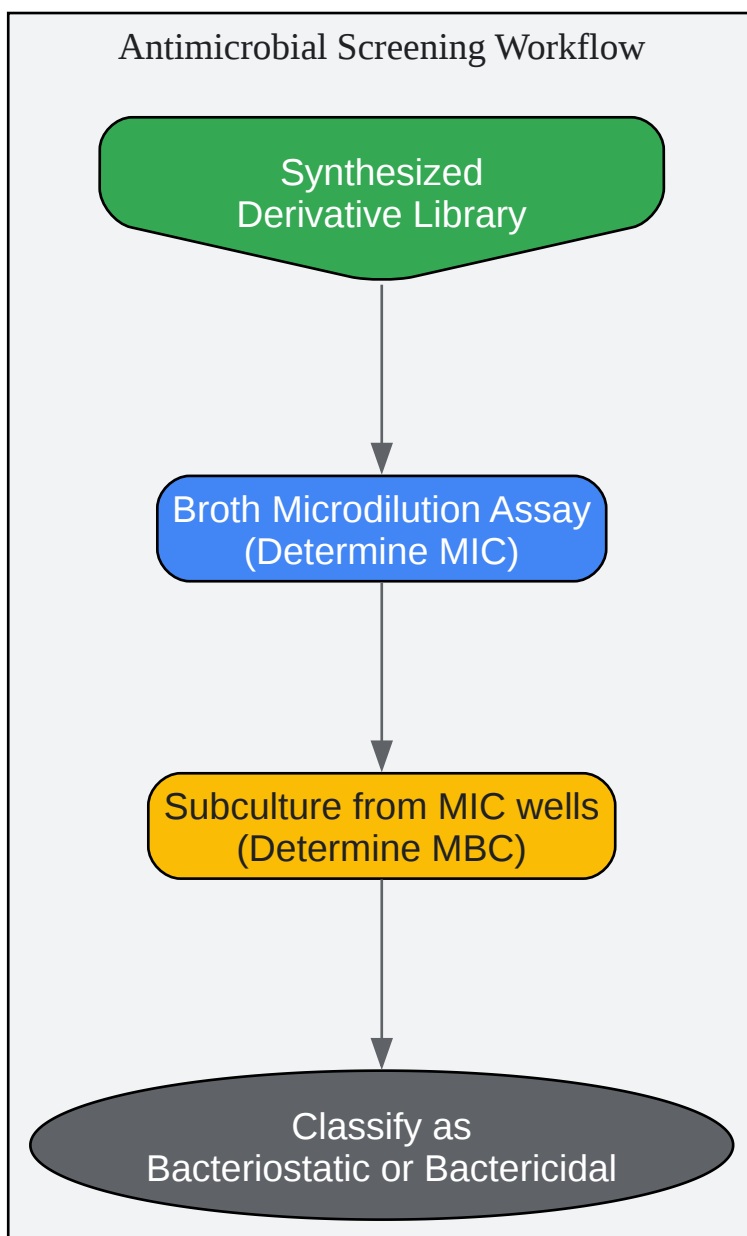 Antimicrobial Screening Workflow
Synthesized
Derivative Library
Broth Microdilution Assay
(Determine MIC)
Subculture from MIC wells
(Determine MBC)
Classify as
Bacteriostatic or Bactericidal